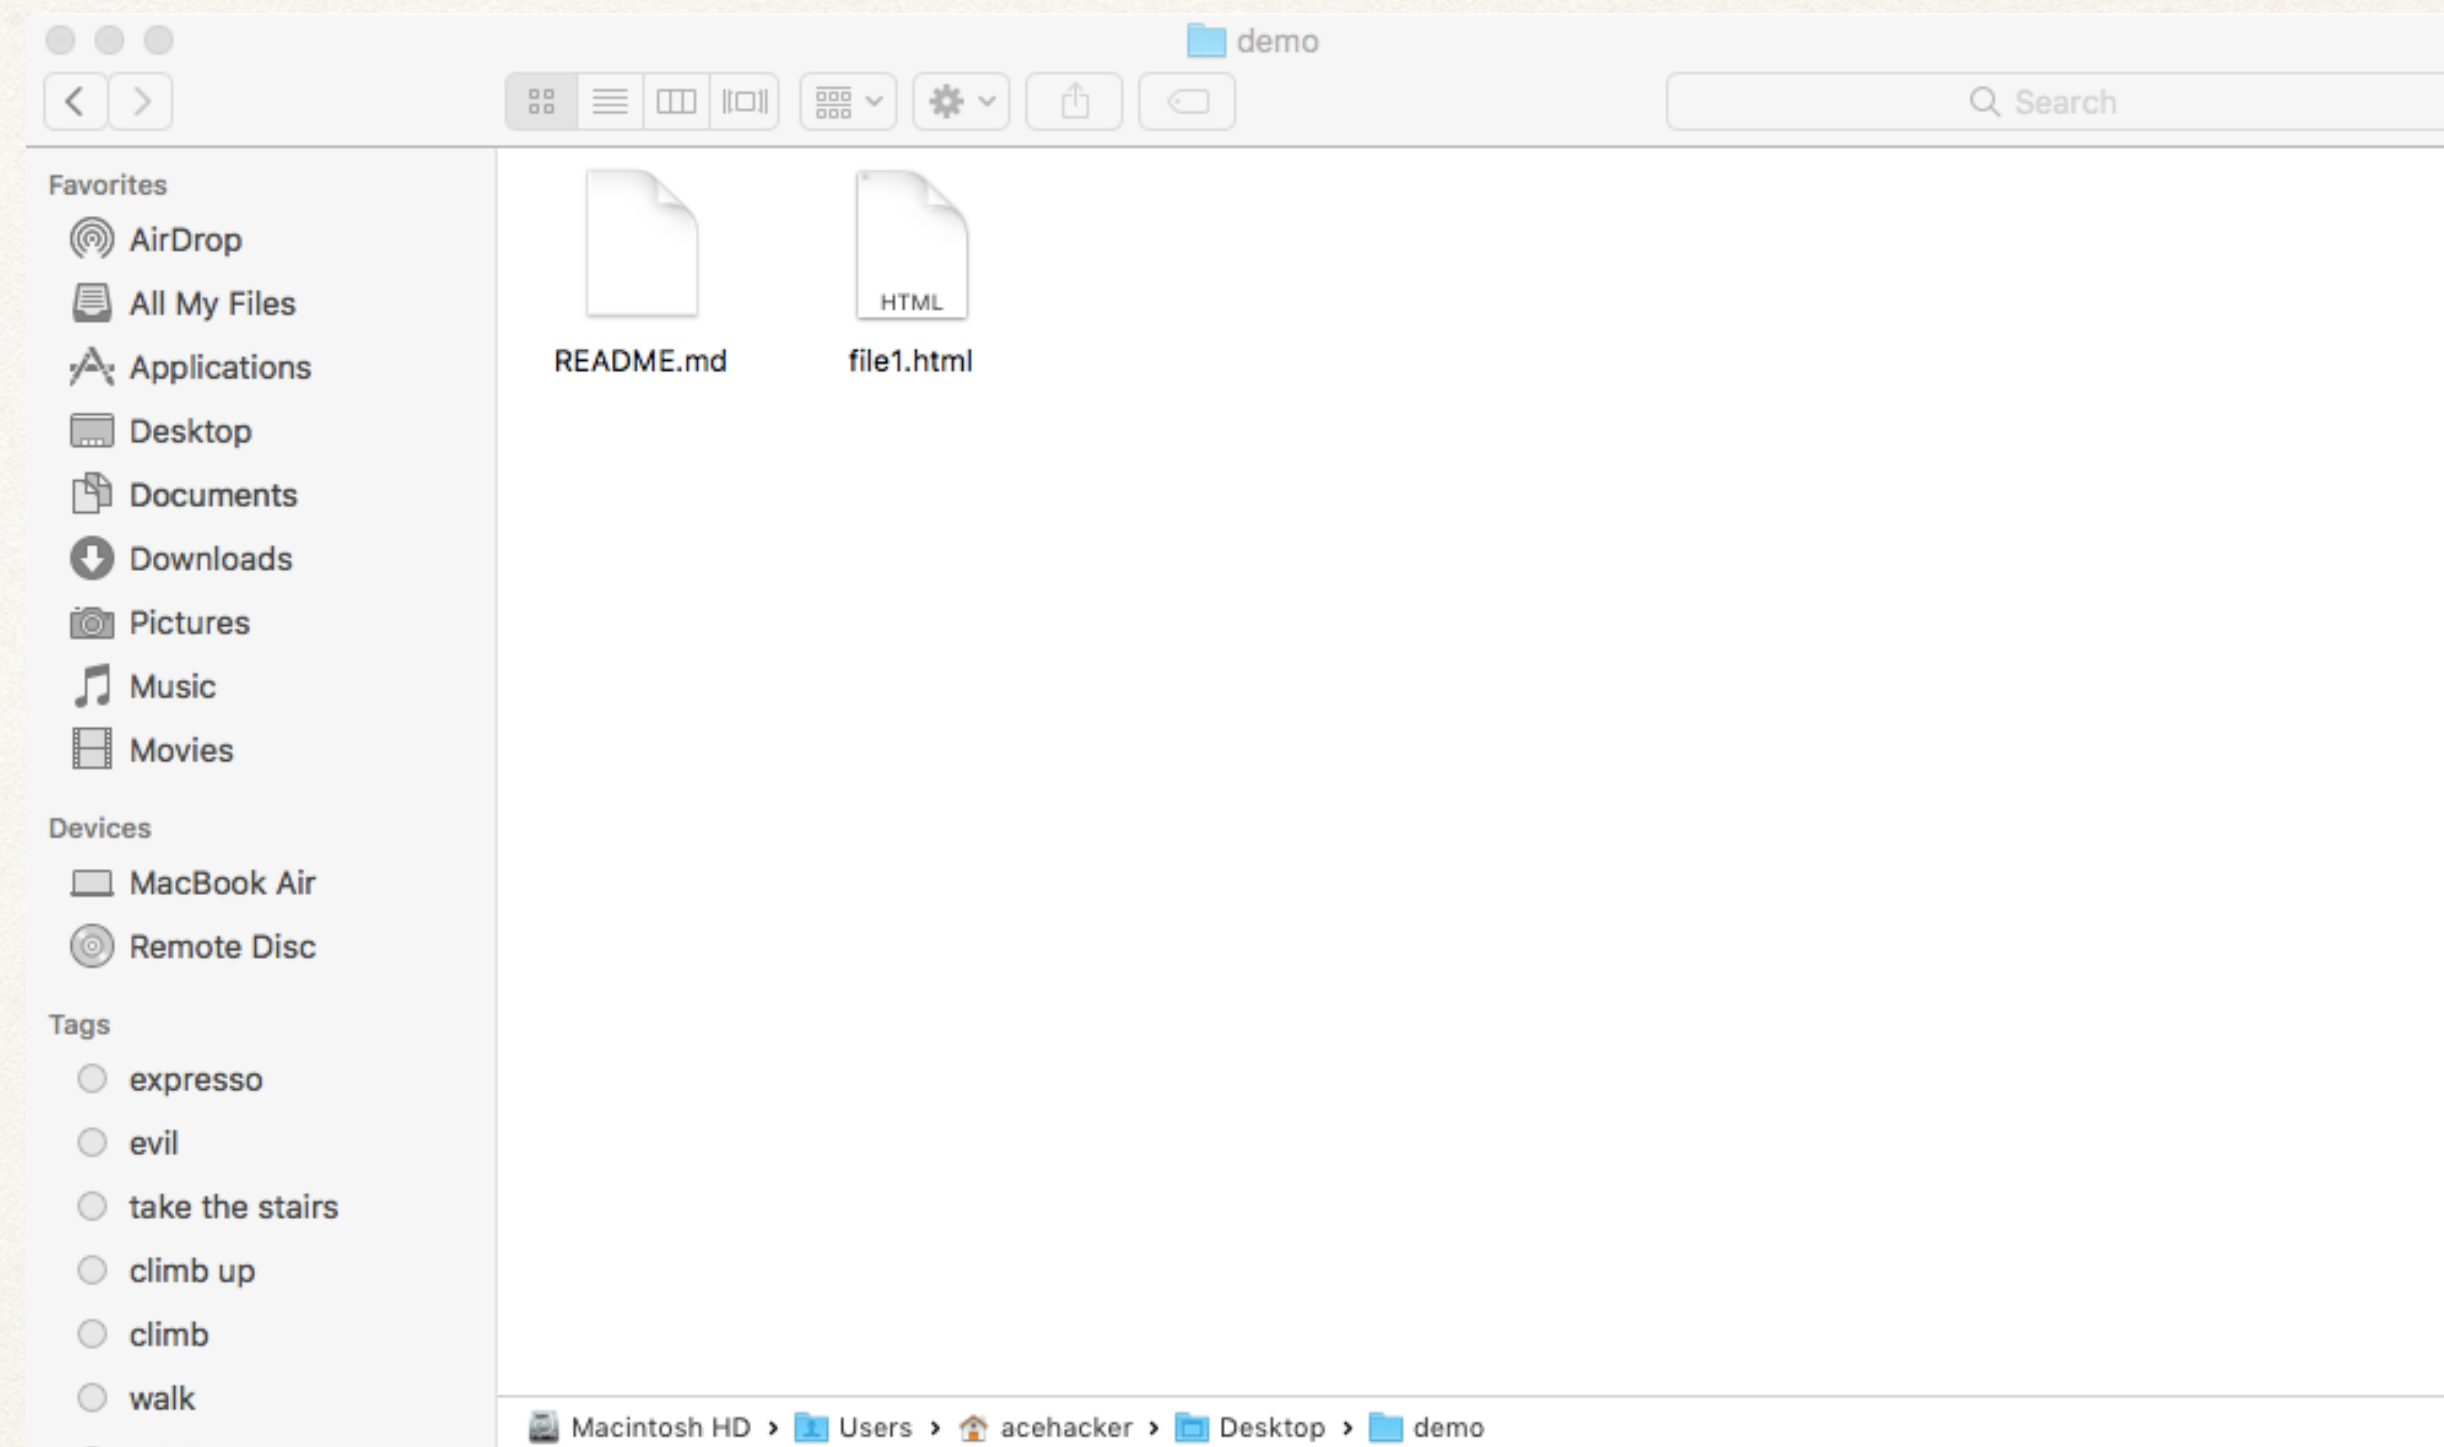 demo
Search
Favorites
AirDrop
All My Files
Applications
Desktop
Documents
Downloads
Pictures
Music
Movies
Devices
MacBook Air
Remote Disc
Tags
expresso
evil
take the stairs
climb up
climb
walk
HTML
README.md file1.html
Macintosh HD › Users › acehacker › Desktop › demo